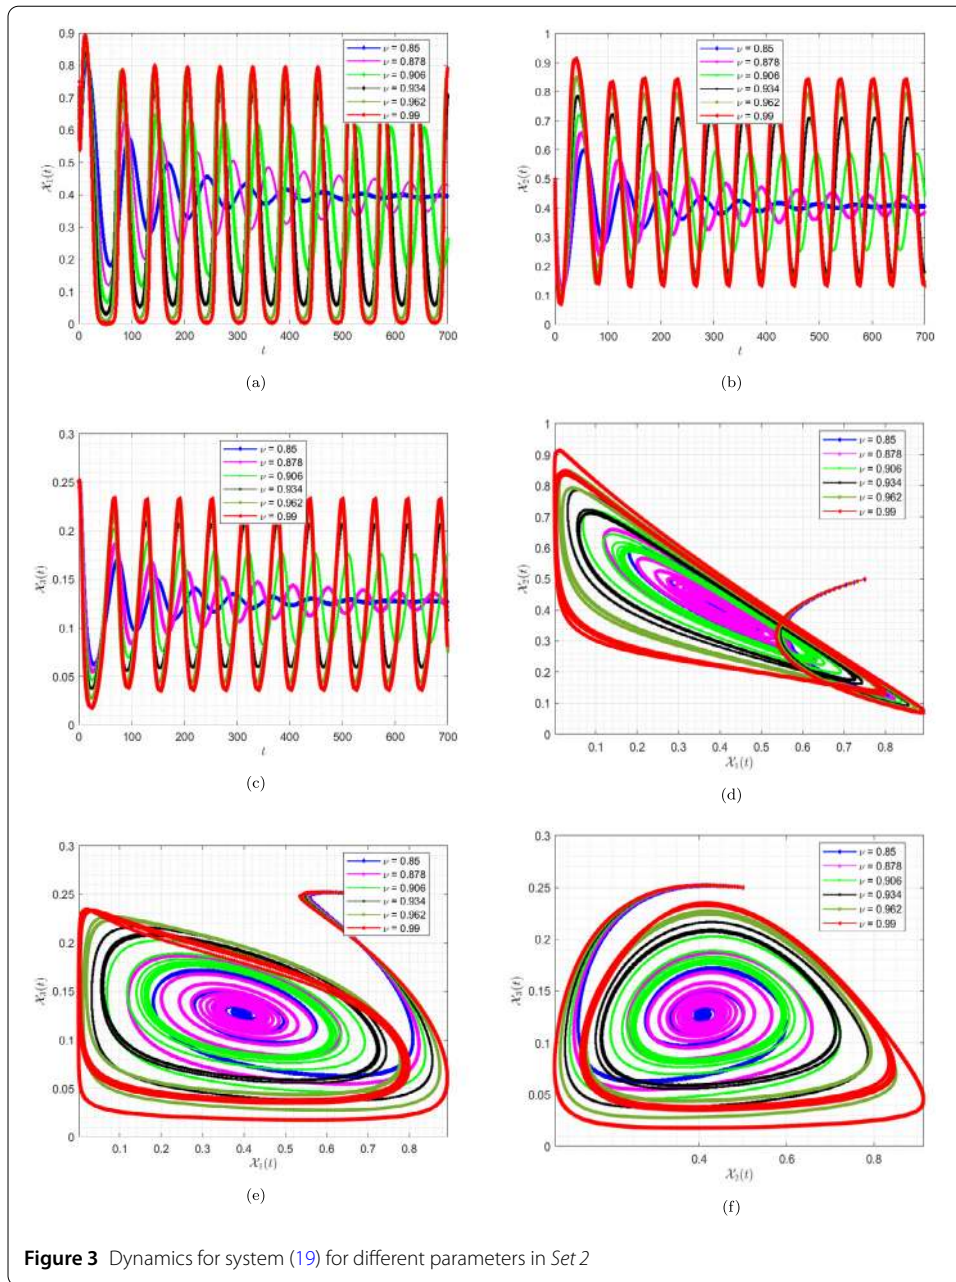 0.9
0.8
0.7
0.6
0.5
0.4
0.3
0.2
0.1
0
𝒳₁(t)
ν = 0.85
ν = 0.878
ν = 0.906
ν = 0.934
ν = 0.962
ν = 0.99
0 100 200 300 400 500 600 700
t
(a)
1
0.9
0.8
0.7
0.6
0.5
0.4
0.3
0.2
0.1
0
𝒳₂(t)
ν = 0.85
ν = 0.878
ν = 0.906
ν = 0.934
ν = 0.962
ν = 0.99
0 100 200 300 400 500 600 700
t
(b)
0.3
0.25
0.2
0.15
0.1
0.05
0
𝒳₃(t)
ν = 0.85
ν = 0.878
ν = 0.906
ν = 0.934
ν = 0.962
ν = 0.99
0 100 200 300 400 500 600 700
t
(c)
1
0.9
0.8
0.7
0.6
0.5
0.4
0.3
0.2
0.1
0
𝒳₂(t)
ν = 0.85
ν = 0.878
ν = 0.906
ν = 0.934
ν = 0.962
ν = 0.99
0.1 0.2 0.3 0.4 0.5 0.6 0.7 0.8
𝒳₁(t)
(d)
0.3
0.25
0.2
0.15
0.1
0.05
0
𝒳₃(t)
ν = 0.85
ν = 0.878
ν = 0.906
ν = 0.934
ν = 0.962
ν = 0.99
0.1 0.2 0.3 0.4 0.5 0.6 0.7 0.8
𝒳₁(t)
(e)
0.3
0.25
0.2
0.15
0.1
0.05
0
𝒳₃(t)
ν = 0.85
ν = 0.878
ν = 0.906
ν = 0.934
ν = 0.962
ν = 0.99
0.4 0.6 0.8
𝒳₂(t)
(f)
Figure 3 Dynamics for system (19) for different parameters in Set 2